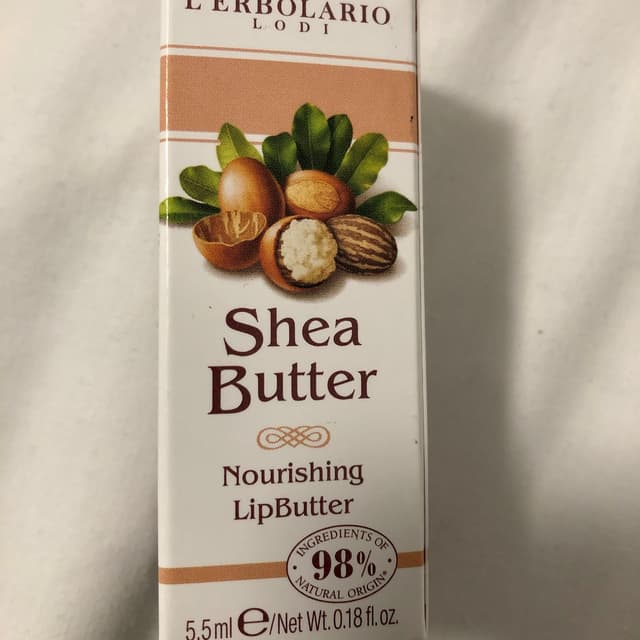 L'ERBOLARIO
LODI
Shea
Butter
Nourishing
LipButter
INGREDIENTS OF
98%
NATURAL ORIGIN*
5.5ml e/Net Wt. 0.18 fl. oz.